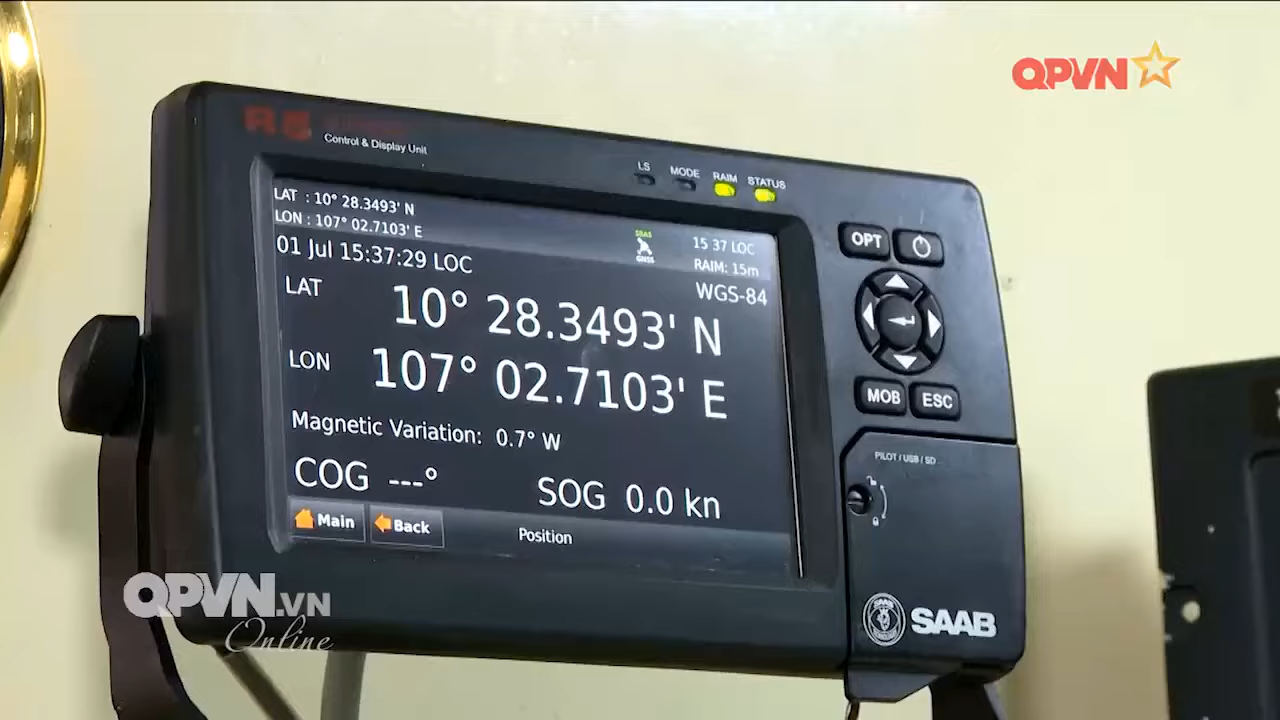 QPVN
R5
Control & Display Unit
LS MODE RAIM STATUS
LAT : 10° 28.3493' N
LON : 107° 02.7103' E
SBAS
GNSS
15 37 LOC
RAIM: 15m
01 Jul 15:37:29 LOC
WGS-84
LAT 10° 28.3493' N
LON 107° 02.7103' E
Magnetic Variation: 0.7° W
COG ---° SOG 0.0 kn
Main Back Position
OPT
MOB ESC
PILOT / USB / SD
SAAB
QPVN.VN
Online